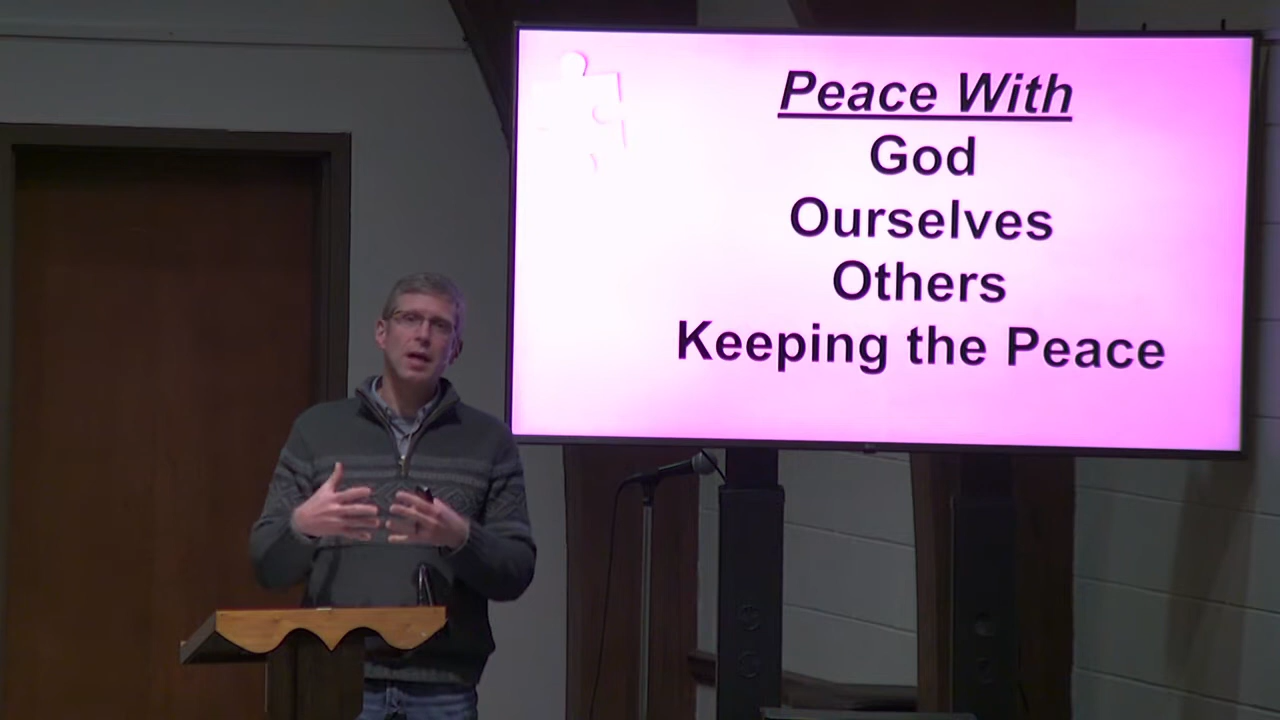 Peace With
God
Ourselves
Others
Keeping the Peace